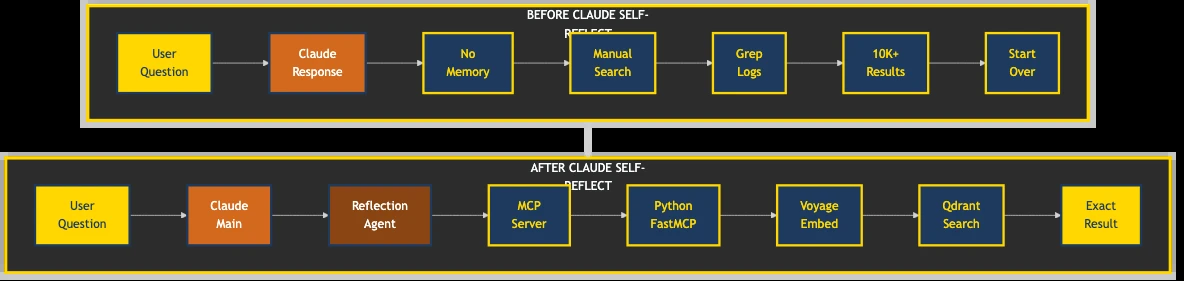 BEFORE CLAUDE SELF-
REFLECT
User
Question
Claude
Response
No
Memory
Manual
Search
Grep
Logs
10K+
Results
Start
Over
AFTER CLAUDE SELF-
REFLECT
User
Question
Claude
Main
Reflection
Agent
MCP
Server
Python
FastMCP
Voyage
Embed
Qdrant
Search
Exact
Result